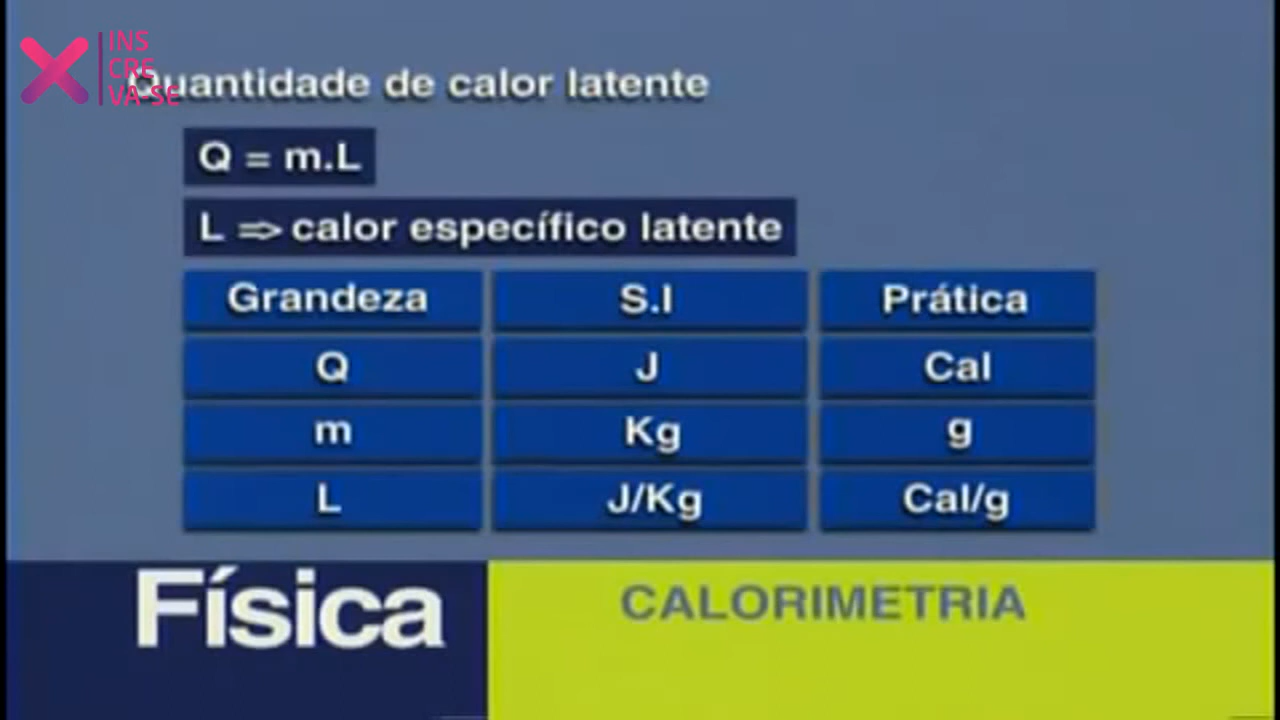 INS
CRE
VA-SE
Quantidade de calor latente
Q = m.L
L ⇒ calor específico latente
Grandeza S.I Prática
Q J Cal
m Kg g
L J/Kg Cal/g
Física
CALORIMETRIA